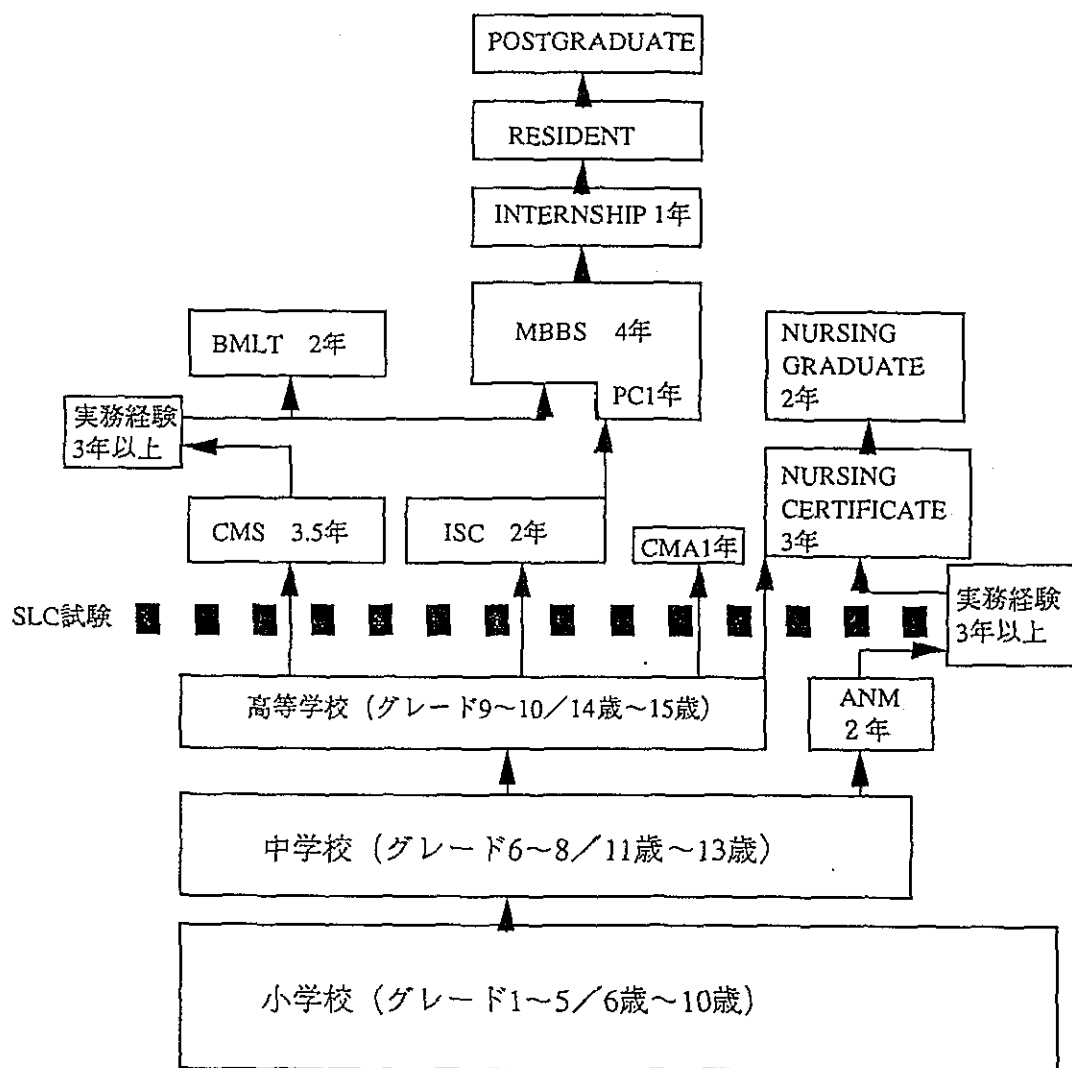 POSTGRADUATE
RESIDENT
INTERNSHIP 1年
MBBS 4年
PC1年
BMLT 2年
NURSING
GRADUATE
2年
実務経験
3年以上
NURSING
CERTIFICATE
3年
CMS 3.5年
ISC 2年
CMA1年
SLC試験
実務経験
3年以上
高等学校（グレード9〜10／14歳〜15歳）
ANM
2年
中学校（グレード6〜8／11歳〜13歳）
小学校（グレード1〜5／6歳〜10歳）